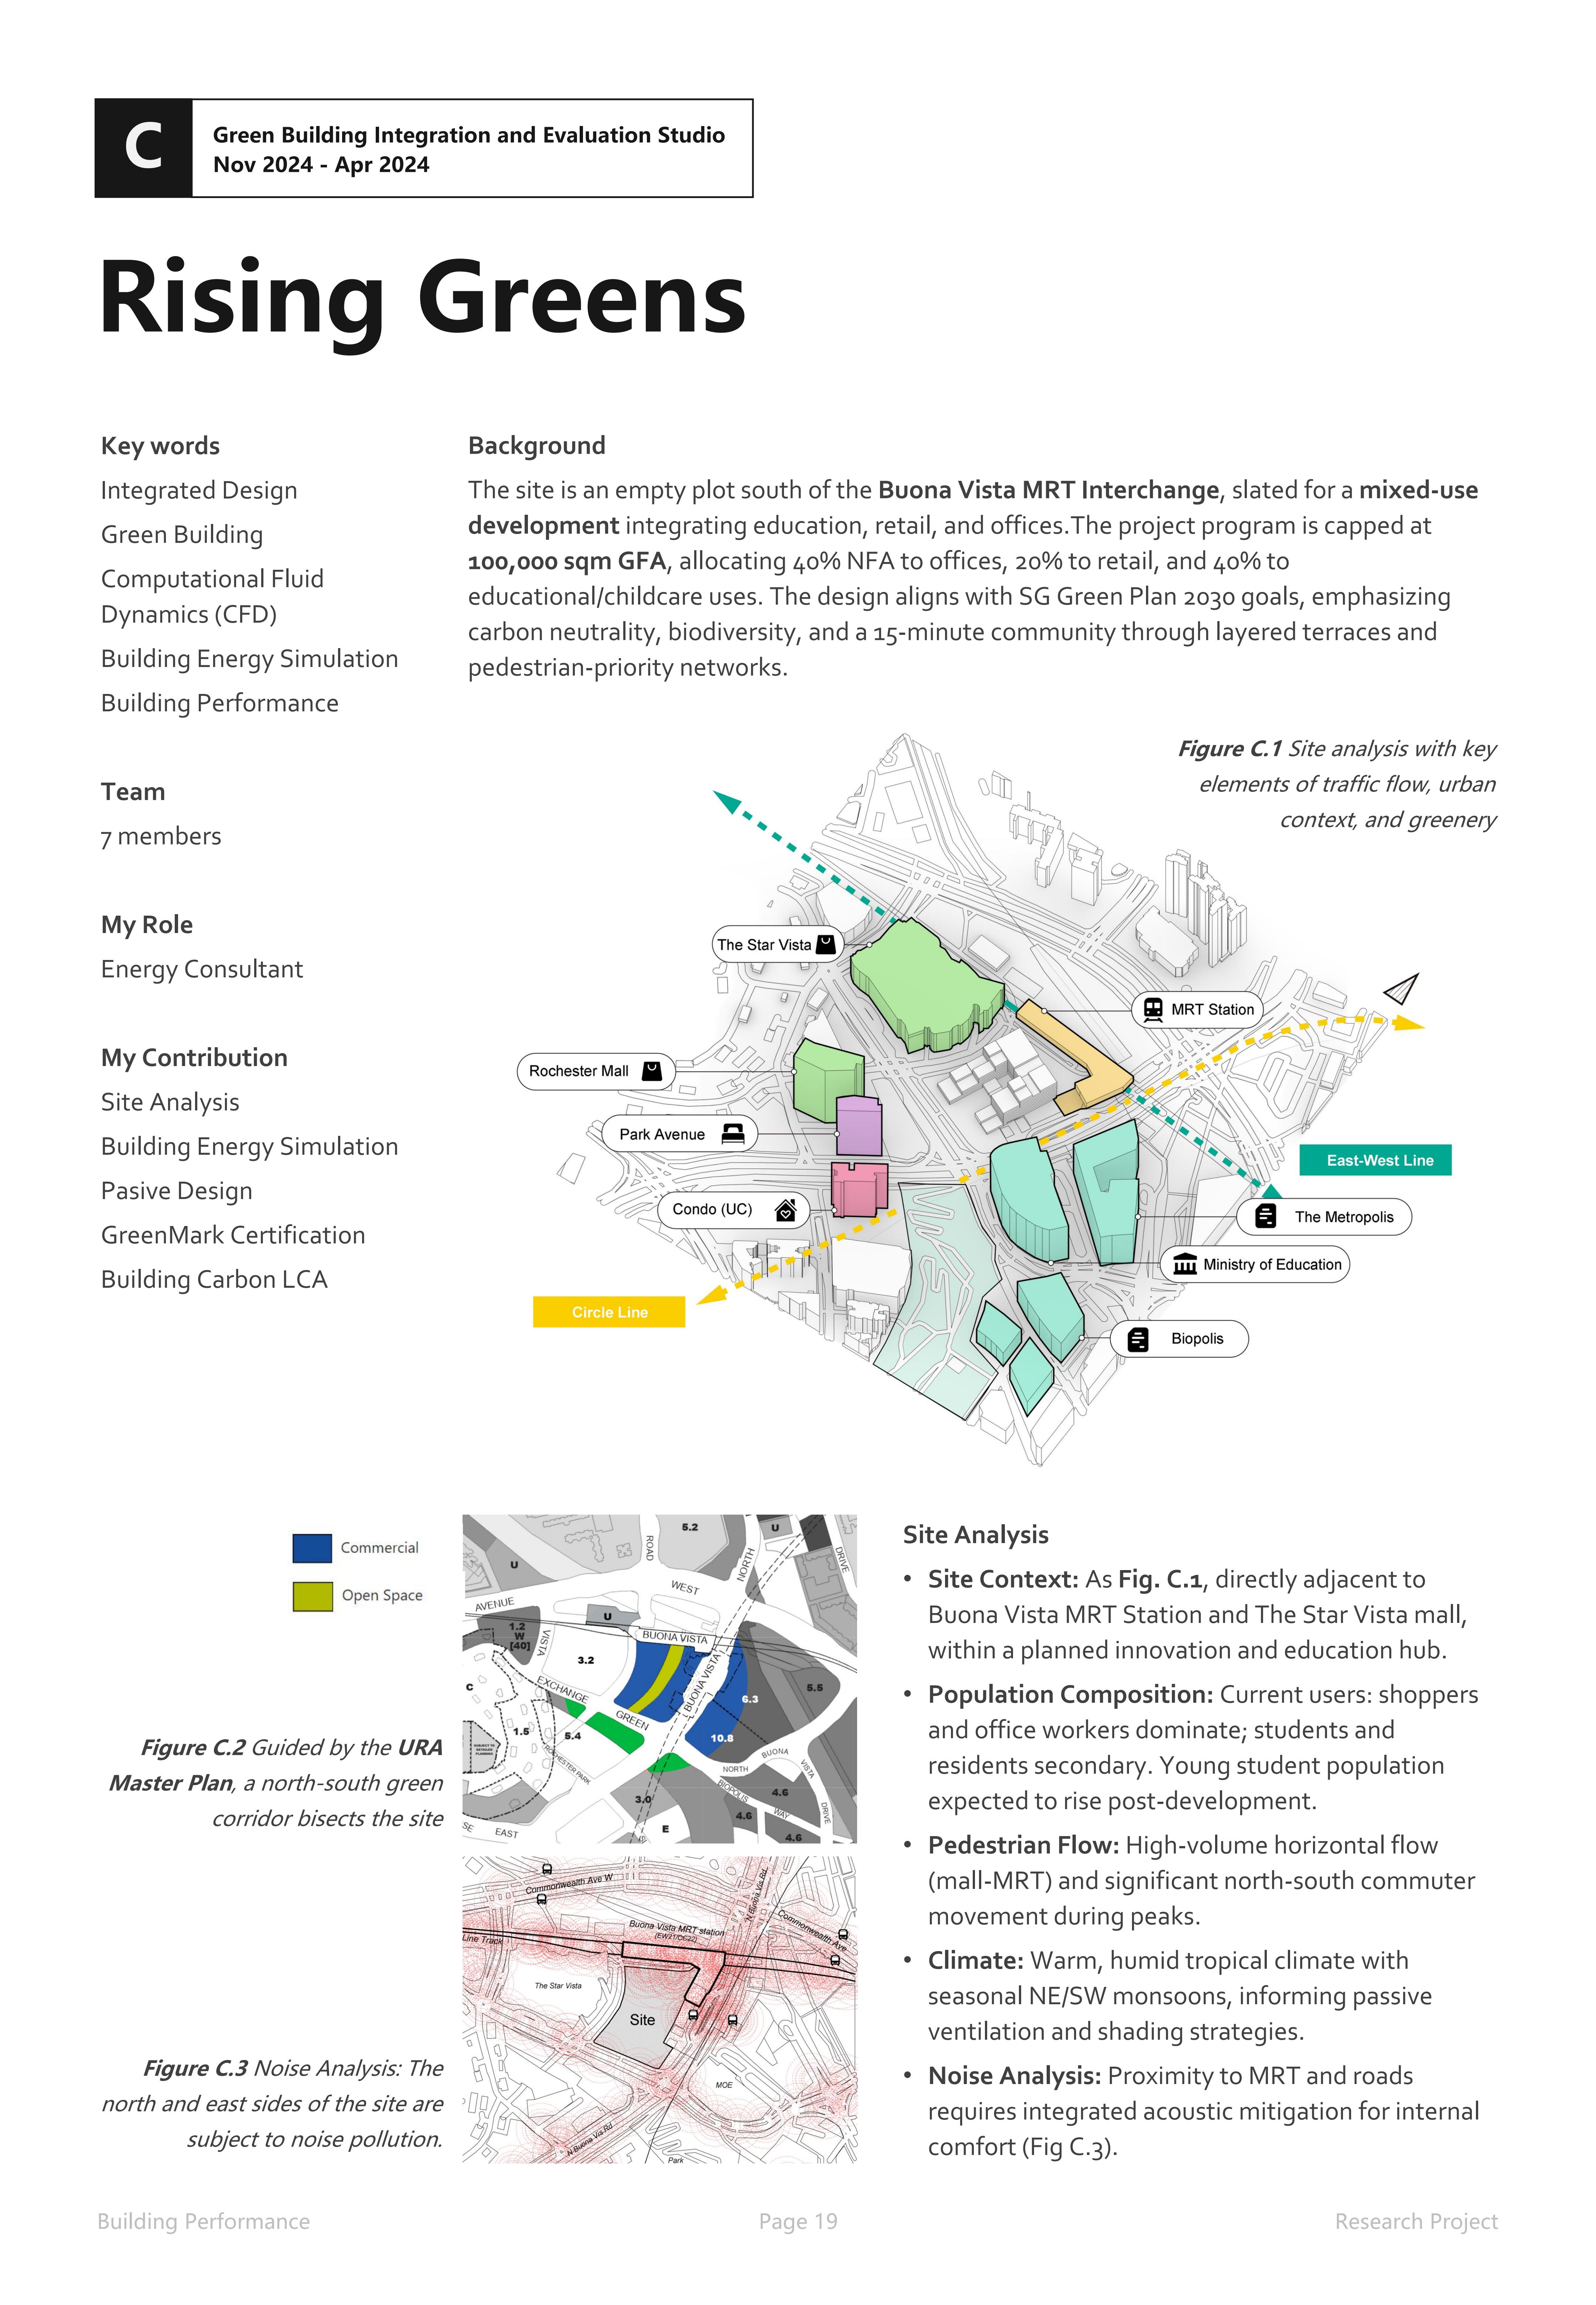 C
Green Building Integration and Evaluation Studio
Nov 2024 - Apr 2024
Rising Greens
Key words
Integrated Design
Green Building
Computational Fluid
Dynamics (CFD)
Building Energy Simulation
Building Performance
Team
7 members
My Role
Energy Consultant
My Contribution
Site Analysis
Building Energy Simulation
Pasive Design
GreenMark Certification
Building Carbon LCA
Background
The site is an empty plot south of the Buona Vista MRT Interchange, slated for a mixed-use
development integrating education, retail, and offices.The project program is capped at
100,000 sqm GFA, allocating 40% NFA to offices, 20% to retail, and 40% to
educational/childcare uses. The design aligns with SG Green Plan 2030 goals, emphasizing
carbon neutrality, biodiversity, and a 15-minute community through layered terraces and
pedestrian-priority networks.
Figure C.1 Site analysis with key
elements of traffic flow, urban
context, and greenery
The Star Vista
MRT Station
Rochester Mall
Park Avenue
East-West Line
Condo (UC)
The Metropolis
Ministry of Education
Circle Line
Biopolis
Commercial
Open Space
Figure C.2 Guided by the URA
Master Plan, a north-south green
corridor bisects the site
5.2
U
ROAD
NORTH
DRIVE
U
WEST
AVENUE
U
1.2
W
[40]
VISTA
BUONA VISTA
3.2
BUONA VISTA
C
EXCHANGE
5.5
6.3
GREEN
1.5
5.4
10.8
ROCHESTER PARK
BUONA
NORTH
VISTA
BIOPOLIS
3.0
4.6
WAY
DRIVE
4.6
SE
EAST
E
4.6
Figure C.3 Noise Analysis: The
north and east sides of the site are
subject to noise pollution.
Commonwealth Ave W
N Buona Vis Rd
Buona Vista MRT station
(EW21/CC22)
Commonwealth Ave
Line Track
The Star Vista
Site
MOE
N Buona Vis Rd
Park
Site Analysis
• Site Context: As Fig. C.1, directly adjacent to
Buona Vista MRT Station and The Star Vista mall,
within a planned innovation and education hub.
• Population Composition: Current users: shoppers
and office workers dominate; students and
residents secondary. Young student population
expected to rise post-development.
• Pedestrian Flow: High-volume horizontal flow
(mall-MRT) and significant north-south commuter
movement during peaks.
• Climate: Warm, humid tropical climate with
seasonal NE/SW monsoons, informing passive
ventilation and shading strategies.
• Noise Analysis: Proximity to MRT and roads
requires integrated acoustic mitigation for internal
comfort (Fig C.3).
Building Performance
Page 19
Research Project